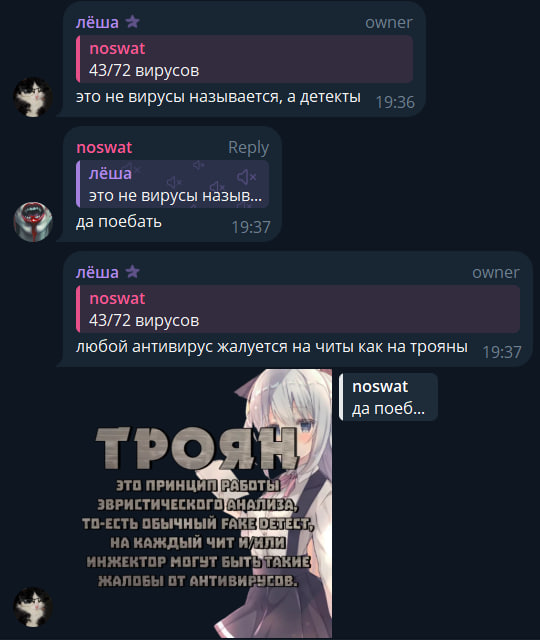 лёша owner
noswat
43/72 вирусов
это не вирусы называется, а детекты 19:36
noswat Reply
лёша
это не вирусы назыв...
да поебать 19:37
лёша owner
noswat
43/72 вирусов
любой антивирус жалуется на читы как на трояны 19:37
noswat
да поеб...
ТРОЯН
ЭТО ПРИНЦИП РАБОТЫ
ЭВРИСТИЧЕСКОГО АНАЛИЗА,
ТО-ЕСТЬ ОБЫЧНЫЙ FAKE DETECT,
НА КАЖДЫЙ ЧИТ И/ИЛИ
ИНЖЕКТОР МОГУТ БЫТЬ ТАКИЕ
ЖАЛОБЫ ОТ АНТИВИРУСОВ.